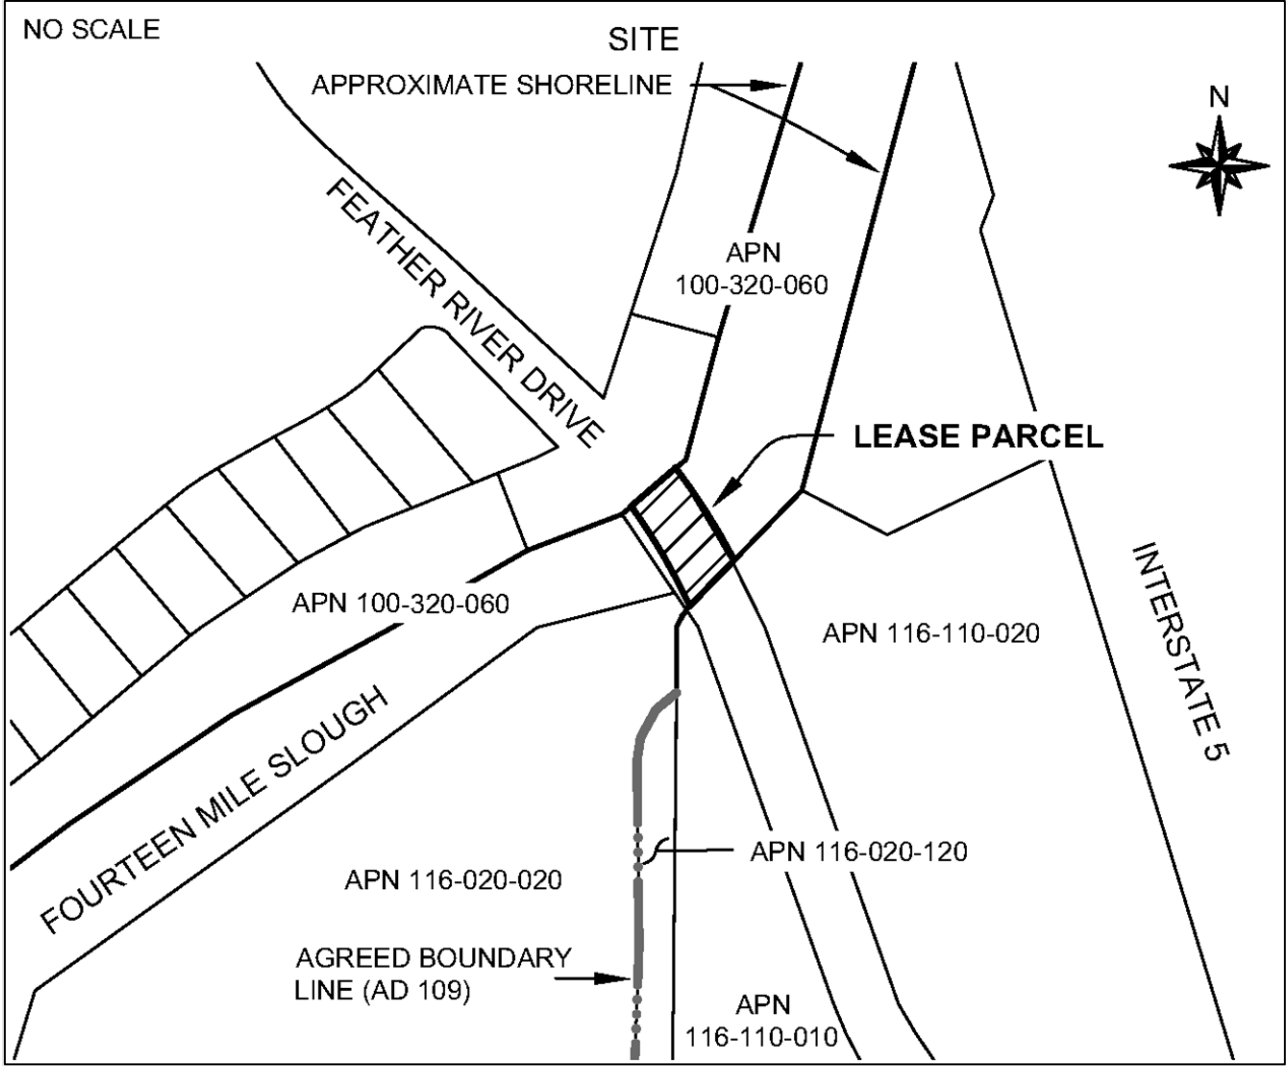 NO SCALE
SITE
APPROXIMATE SHORELINE
N
FEATHER RIVER DRIVE
APN
100-320-060
LEASE PARCEL
APN 100-320-060
APN 116-110-020
INTERSTATE 5
FOURTEEN MILE SLOUGH
APN 116-020-120
APN 116-020-020
AGREED BOUNDARY
LINE (AD 109)
APN
116-110-010